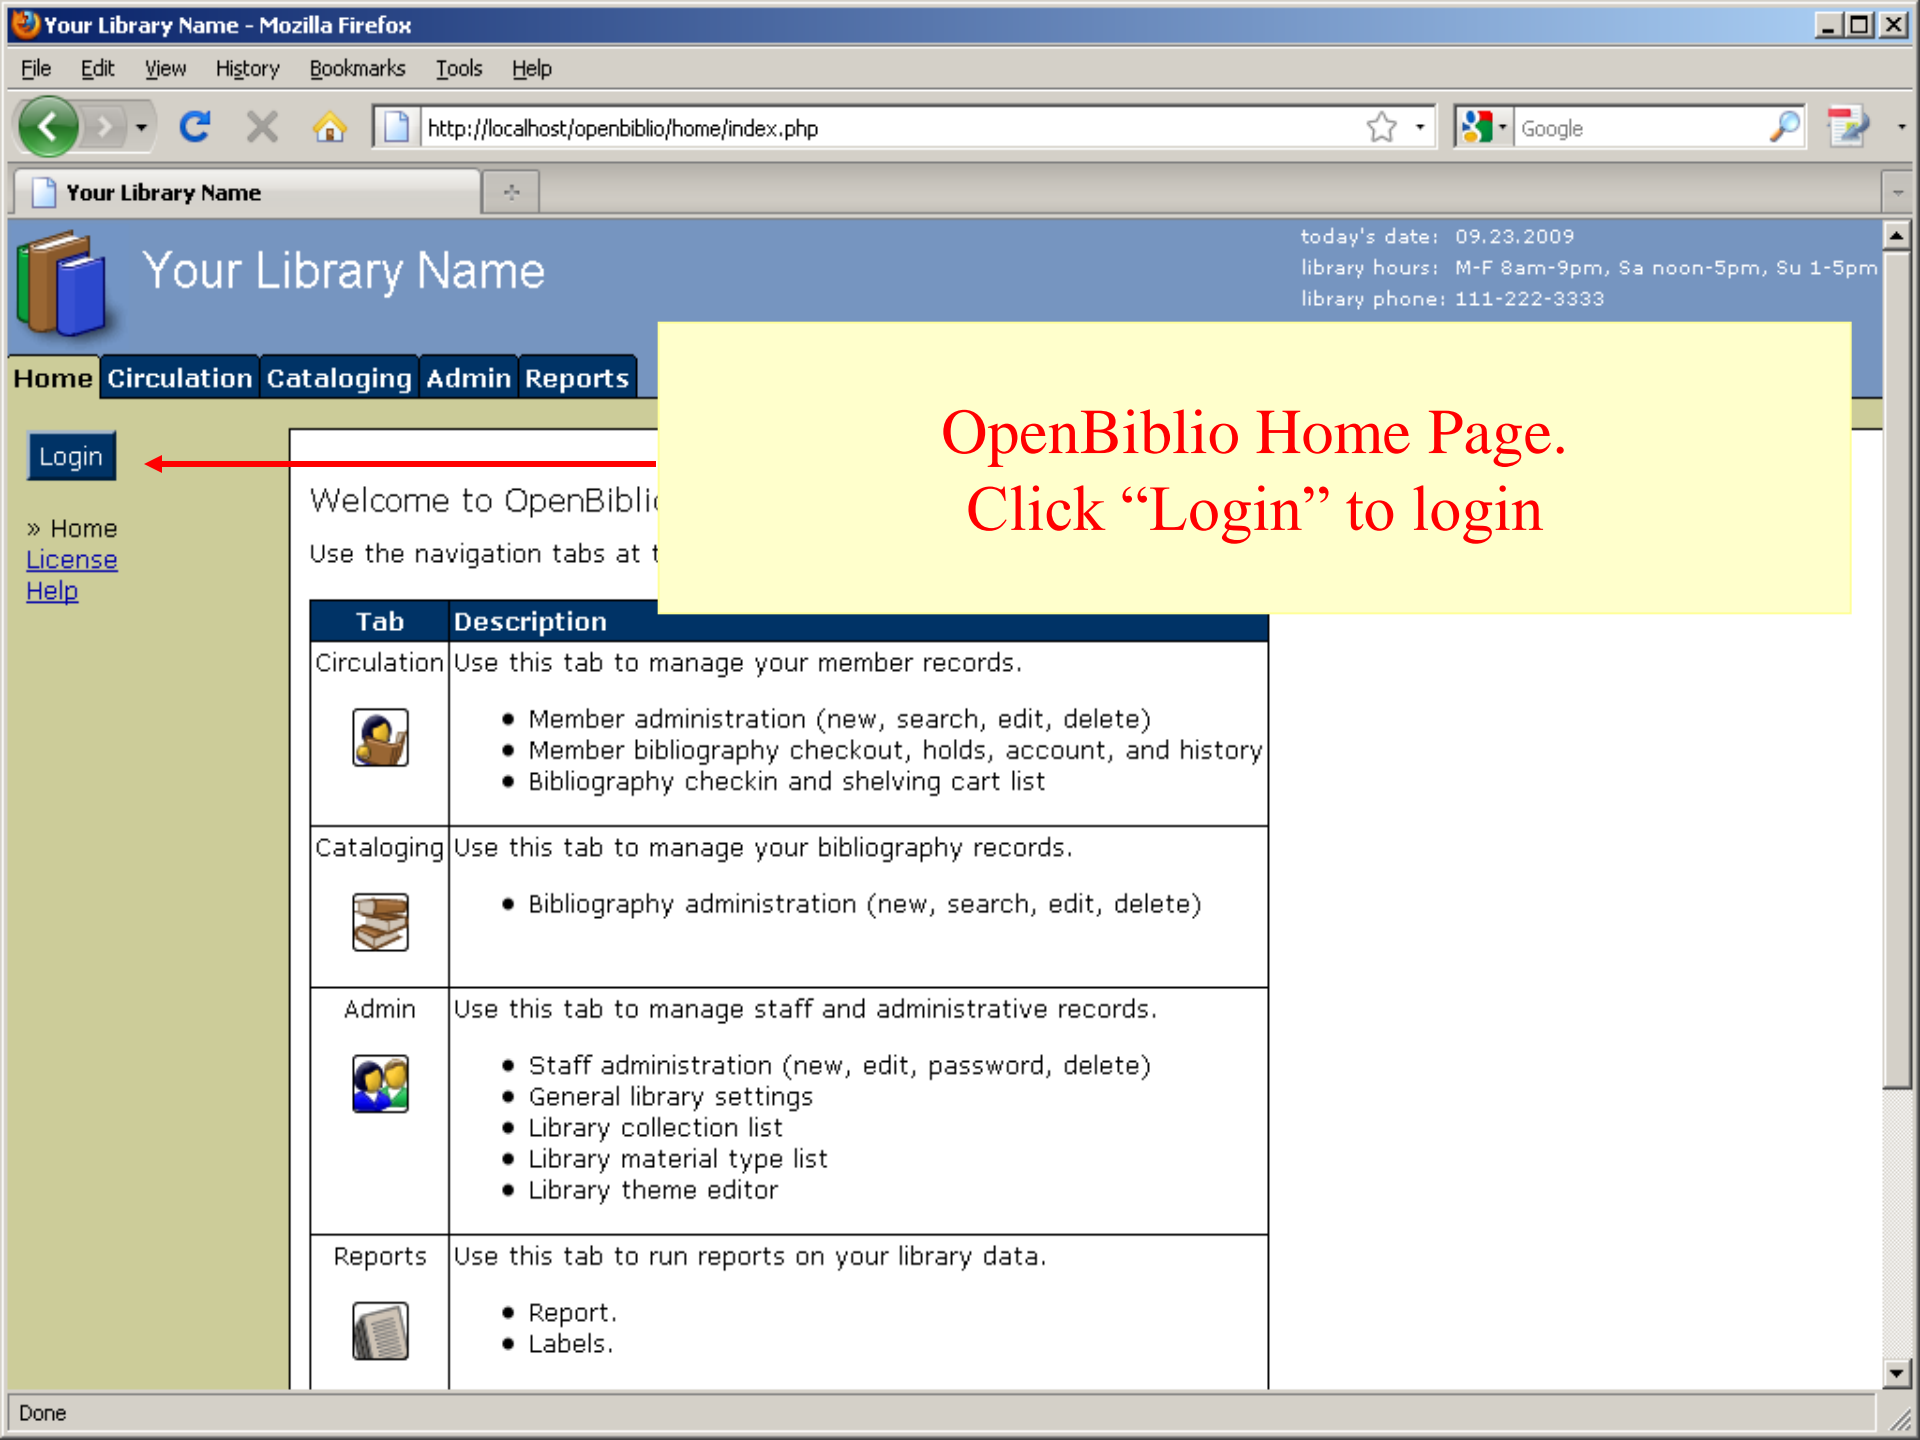 Your Library Name - Mozilla Firefox
File Edit View History Bookmarks Tools Help
http://localhost/openbiblio/home/index.php
Google
Your Library Name
Your Library Name
today's date: 09.23.2009
library hours: M-F 8am-9pm, Sa noon-5pm, Su 1-5pm
library phone: 111-222-3333
Home Circulation Cataloging Admin Reports
OpenBiblio Home Page.
Click “Login” to login
Login
» Home
License
Help
Welcome to OpenBiblio
Use the navigation tabs at
Tab Description
Circulation Use this tab to manage your member records.
• Member administration (new, search, edit, delete)
• Member bibliography checkout, holds, account, and history
• Bibliography checkin and shelving cart list
Cataloging Use this tab to manage your bibliography records.
• Bibliography administration (new, search, edit, delete)
Admin Use this tab to manage staff and administrative records.
• Staff administration (new, edit, password, delete)
• General library settings
• Library collection list
• Library material type list
• Library theme editor
Reports Use this tab to run reports on your library data.
• Report.
• Labels.
Done